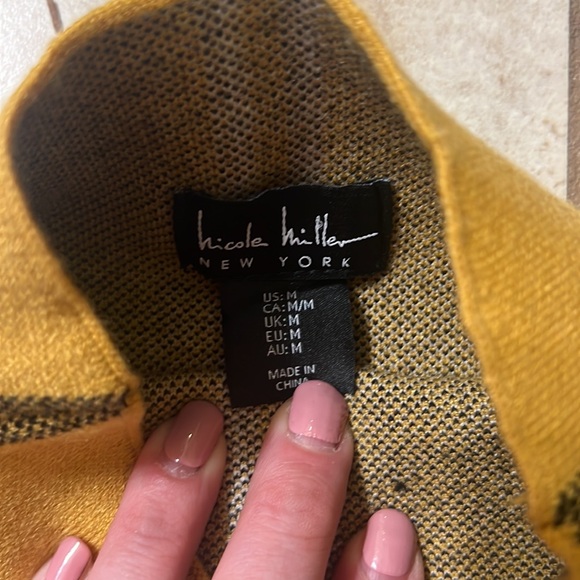 nicole miller
NEW YORK
US: M
CA: M/M
UK: M
EU: M
AU: M
MADE IN
CHINA